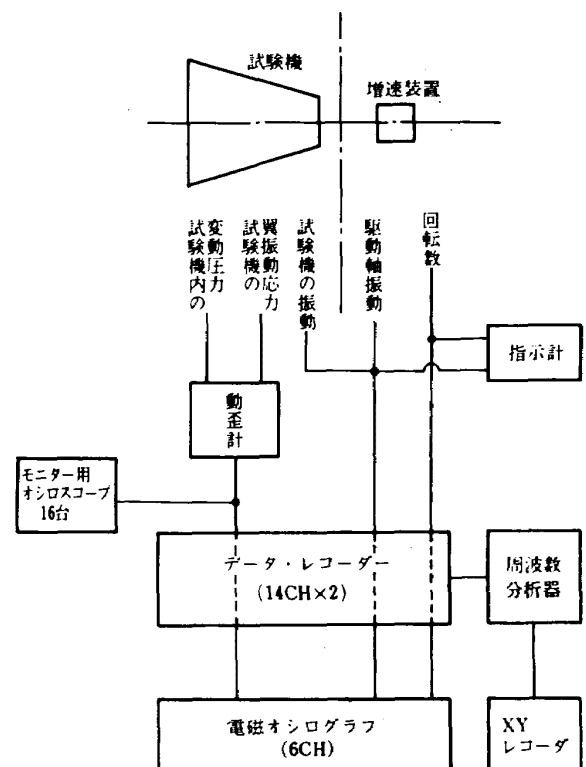 試験機
増速装置
試験機内の
変動圧力
試験機の
翼振動応力
試験機の振動
駆動軸振動
回転数
指示計
動歪計
モニター用
オシロスコープ
16台
データ・レコーダー
(14CH×2)
周波数
分析器
電磁オシログラフ
(6CH)
XY
レコーダ